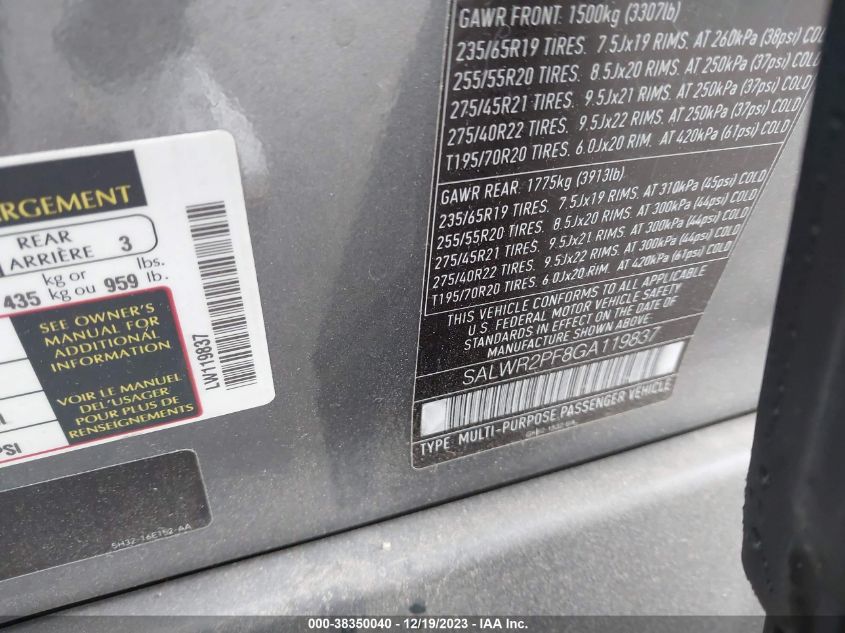 RGEMENT
REAR
ARRIÈRE 3
435 kg or
kg ou 959 lbs.
lb.
SEE OWNER'S
MANUAL FOR
ADDITIONAL
INFORMATION
VOIR LE MANUEL
DE L'USAGER
POUR PLUS DE
RENSEIGNEMENTS
PSI
LW119837
5H32-16E152-AA
GAWR FRONT 1500kg (3307lb)
235/65R19 TIRES. 7.5Jx19 RIMS. AT 260kPa (38psi) COLD
255/55R20 TIRES. 8.5Jx20 RIMS. AT 250kPa (37psi) COLD
275/45R21 TIRES. 9.5Jx21 RIMS. AT 250kPa (37psi) COLD
275/40R22 TIRES. 9.5Jx22 RIMS. AT 250kPa (37psi) COLD
T195/70R20 TIRES. 6.0Jx20 RIM. AT 420kPa (61psi) COLD
GAWR REAR 1775kg (3913lb)
235/65R19 TIRES. 7.5Jx19 RIMS. AT 310kPa (45psi) COLD
255/55R20 TIRES. 8.5Jx20 RIMS. AT 300kPa (44psi) COLD
275/45R21 TIRES. 9.5Jx21 RIMS. AT 300kPa (44psi) COLD
275/40R22 TIRES. 9.5Jx22 RIMS. AT 300kPa (44psi) COLD
T195/70R20 TIRES. 6.0Jx20 RIM. AT 420kPa (61psi) COLD
THIS VEHICLE CONFORMS TO ALL APPLICABLE
U.S. FEDERAL MOTOR VEHICLE SAFETY
STANDARDS IN EFFECT ON THE DATE OF
MANUFACTURE SHOWN ABOVE.
SALWR2PF8GA119837
TYPE MULTI-PURPOSE PASSENGER VEHICLE
000-38350040 - 12/19/2023 - IAA Inc.